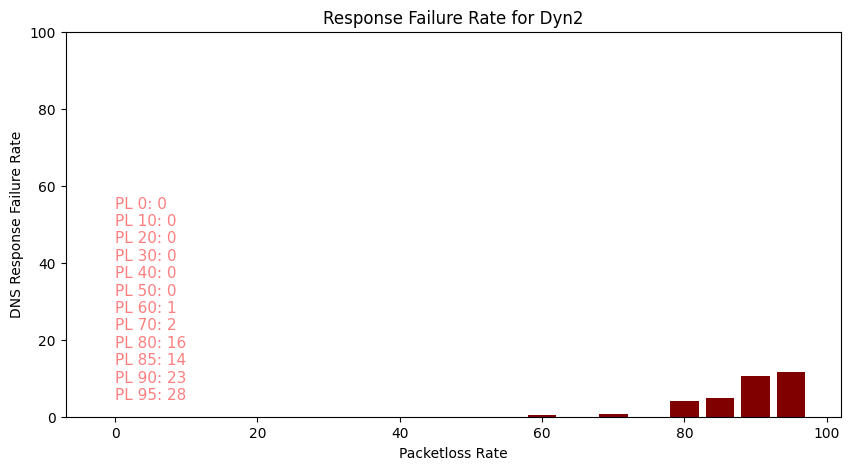 Response Failure Rate for Dyn2
100
80
60
40
20
0
DNS Response Failure Rate
PL 0: 0
PL 10: 0
PL 20: 0
PL 30: 0
PL 40: 0
PL 50: 0
PL 60: 1
PL 70: 2
PL 80: 16
PL 85: 14
PL 90: 23
PL 95: 28
0 20 40 60 80 100
Packetloss Rate